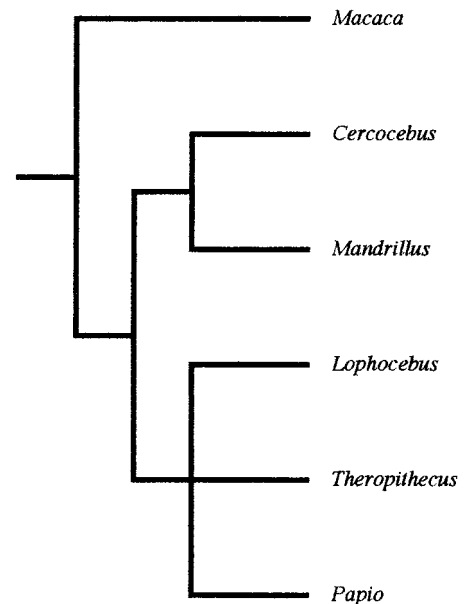 Macaca
Cercocebus
Mandrillus
Lophocebus
Theropithecus
Papio